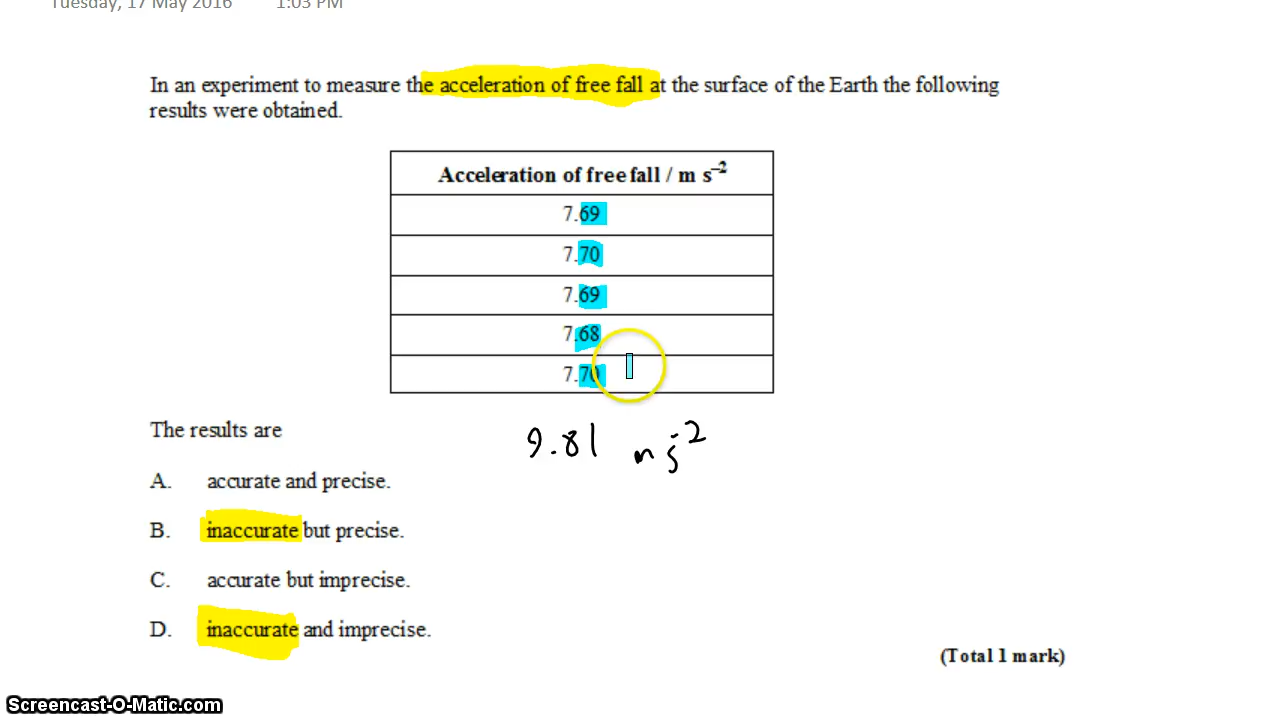 Tuesday, 17 May 2016 1:03 PM
In an experiment to measure the acceleration of free fall at the surface of the Earth the following
results were obtained.
Acceleration of free fall / m s⁻²
7.69
7.70
7.69
7.68
7.70
The results are
9.81 ms⁻²
A. accurate and precise.
B. inaccurate but precise.
C. accurate but imprecise.
D. inaccurate and imprecise.
(Total 1 mark)
Screencast-O-Matic.com